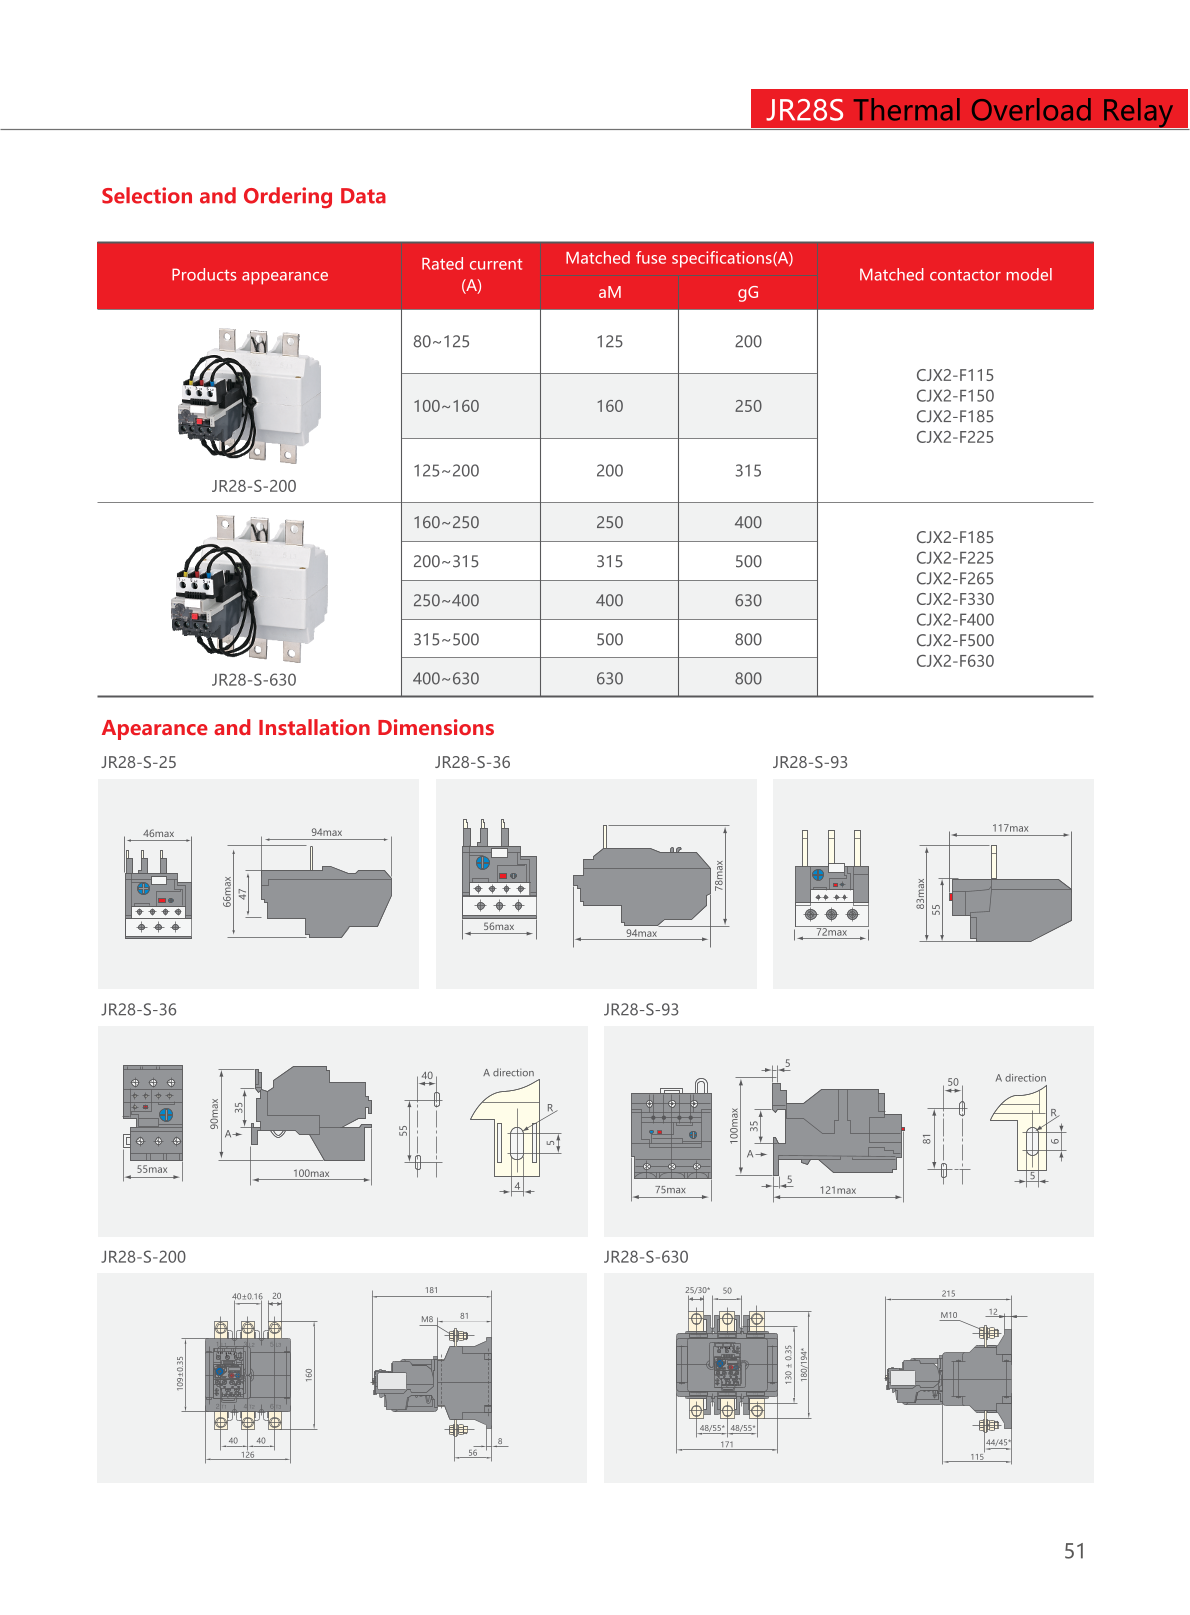 JR28S Thermal Overload Relay
Selection and Ordering Data
Products appearance
Rated current
(A)
Matched fuse specifications(A)
aM
gG
Matched contactor model
80~125
125
200
100~160
160
250
125~200
200
315
JR28-S-200
CJX2-F115
CJX2-F150
CJX2-F185
CJX2-F225
160~250
250
400
200~315
315
500
250~400
400
630
315~500
500
800
400~630
630
800
JR28-S-630
CJX2-F185
CJX2-F225
CJX2-F265
CJX2-F330
CJX2-F400
CJX2-F500
CJX2-F630
Apearance and Installation Dimensions
JR28-S-25
46max
94max
66max
47
JR28-S-36
56max
94max
78max
JR28-S-93
72max
117max
83max
55
JR28-S-36
55max
90max
35
A
100max
40
55
A direction
R
5
4
JR28-S-93
75max
5
100max
35
A
5
121max
50
81
A direction
R
6
5
JR28-S-200
40±0.16
20
109±0.35
160
40
40
126
181
M8
81
8
56
JR28-S-630
25/30*
50
130 ± 0.35
180/194*
48/55*
48/55*
171
215
M10
12
44/45*
115
51